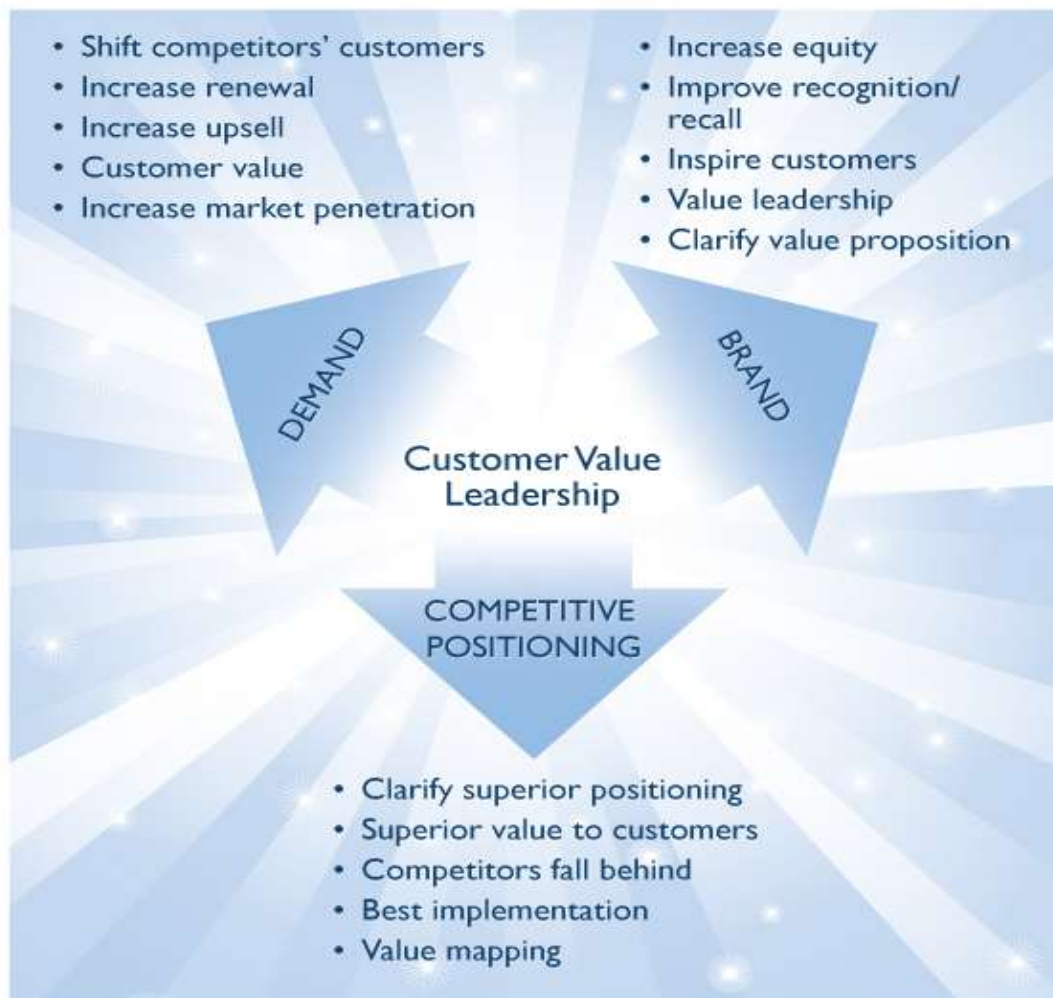 • Shift competitors’ customers
• Increase renewal
• Increase upsell
• Customer value
• Increase market penetration
• Increase equity
• Improve recognition/
recall
• Inspire customers
• Value leadership
• Clarify value proposition
DEMAND
BRAND
Customer Value
Leadership
COMPETITIVE
POSITIONING
• Clarify superior positioning
• Superior value to customers
• Competitors fall behind
• Best implementation
• Value mapping